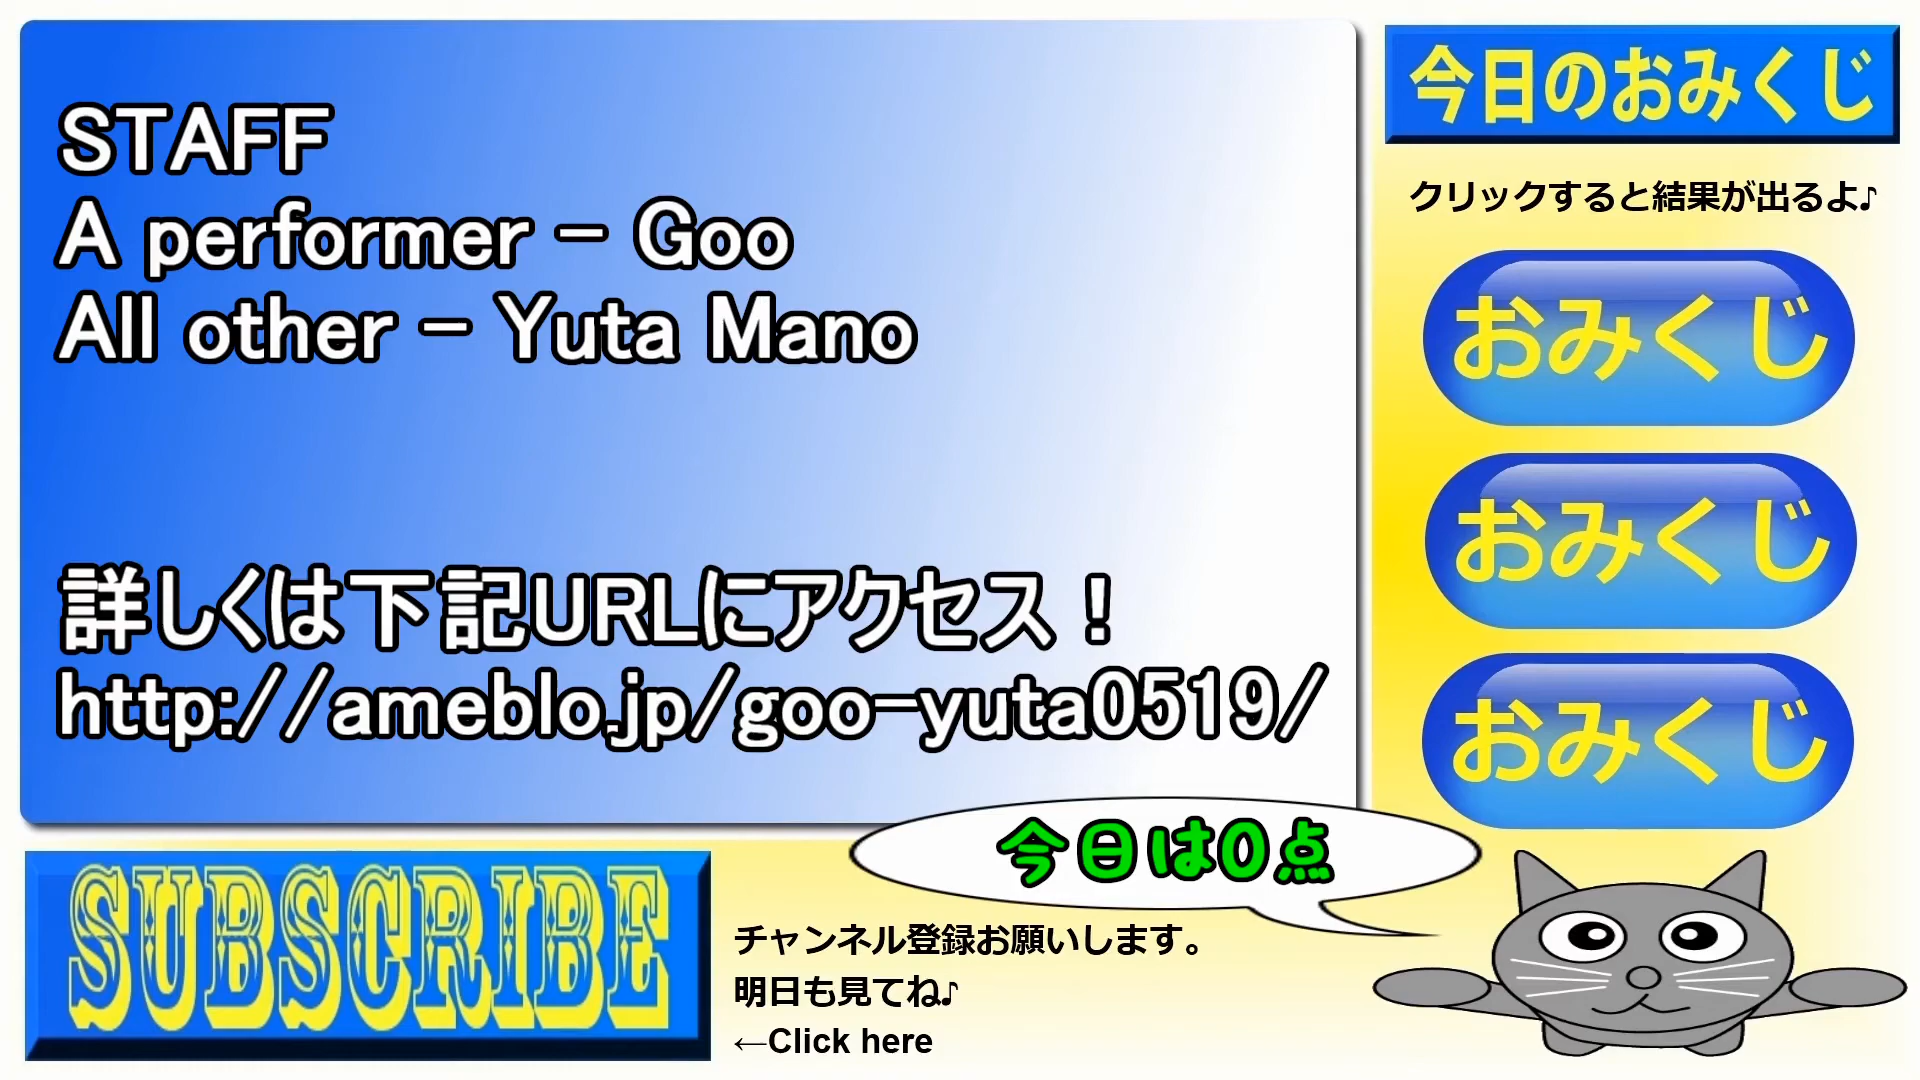 STAFF
A performer - Goo
All other - Yuta Mano
詳しくは下記URLにアクセス！
http://ameblo.jp/goo-yuta0519/
今日のおみくじ
クリックすると結果が出るよ♪
おみくじ
おみくじ
おみくじ
今日は0点
SUBSCRIBE
チャンネル登録お願いします。
明日も見てね♪
←Click here